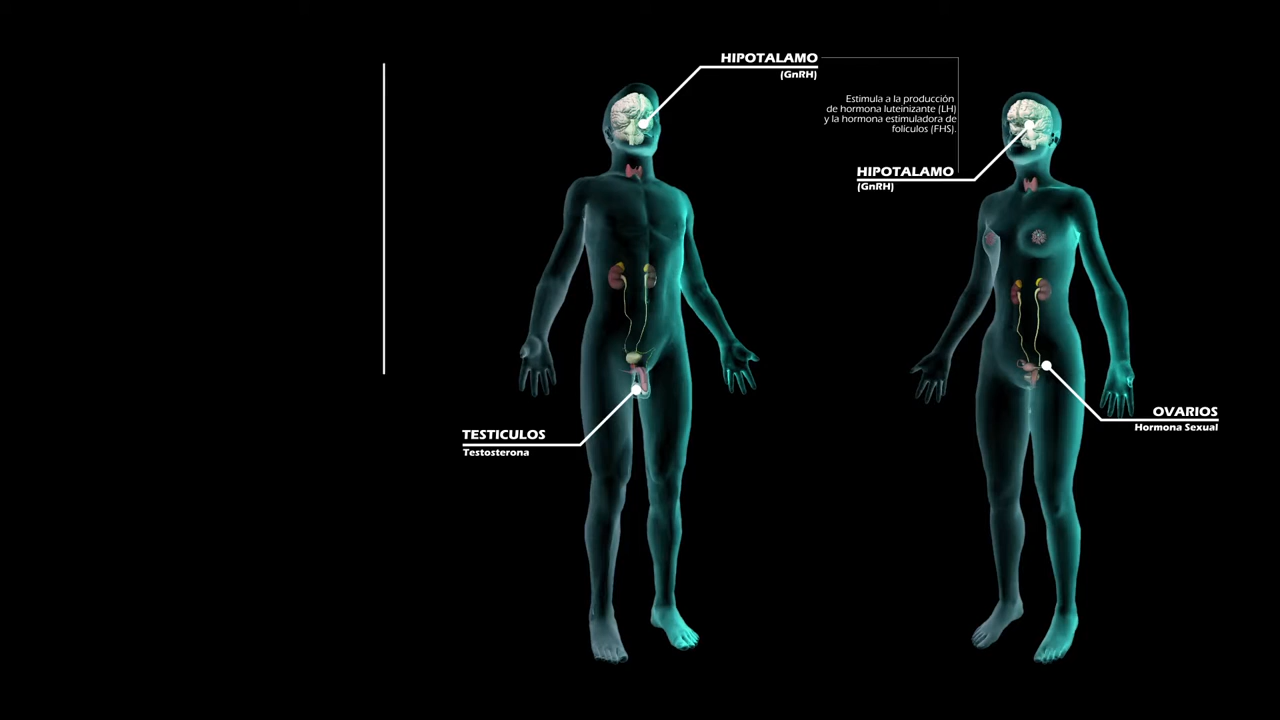 HIPOTALAMO
(GnRH)
Estimula a la producción
de hormona luteinizante (LH)
y la hormona estimuladora de
folículos (FHS).
HIPOTALAMO
(GnRH)
OVARIOS
Hormona Sexual
TESTICULOS
Testosterona